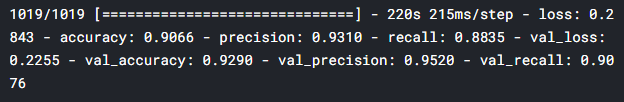 1019/1019 [==============================] - 220s 215ms/step - loss: 0.2
843 - accuracy: 0.9066 - precision: 0.9310 - recall: 0.8835 - val_loss:
0.2255 - val_accuracy: 0.9290 - val_precision: 0.9520 - val_recall: 0.90
76